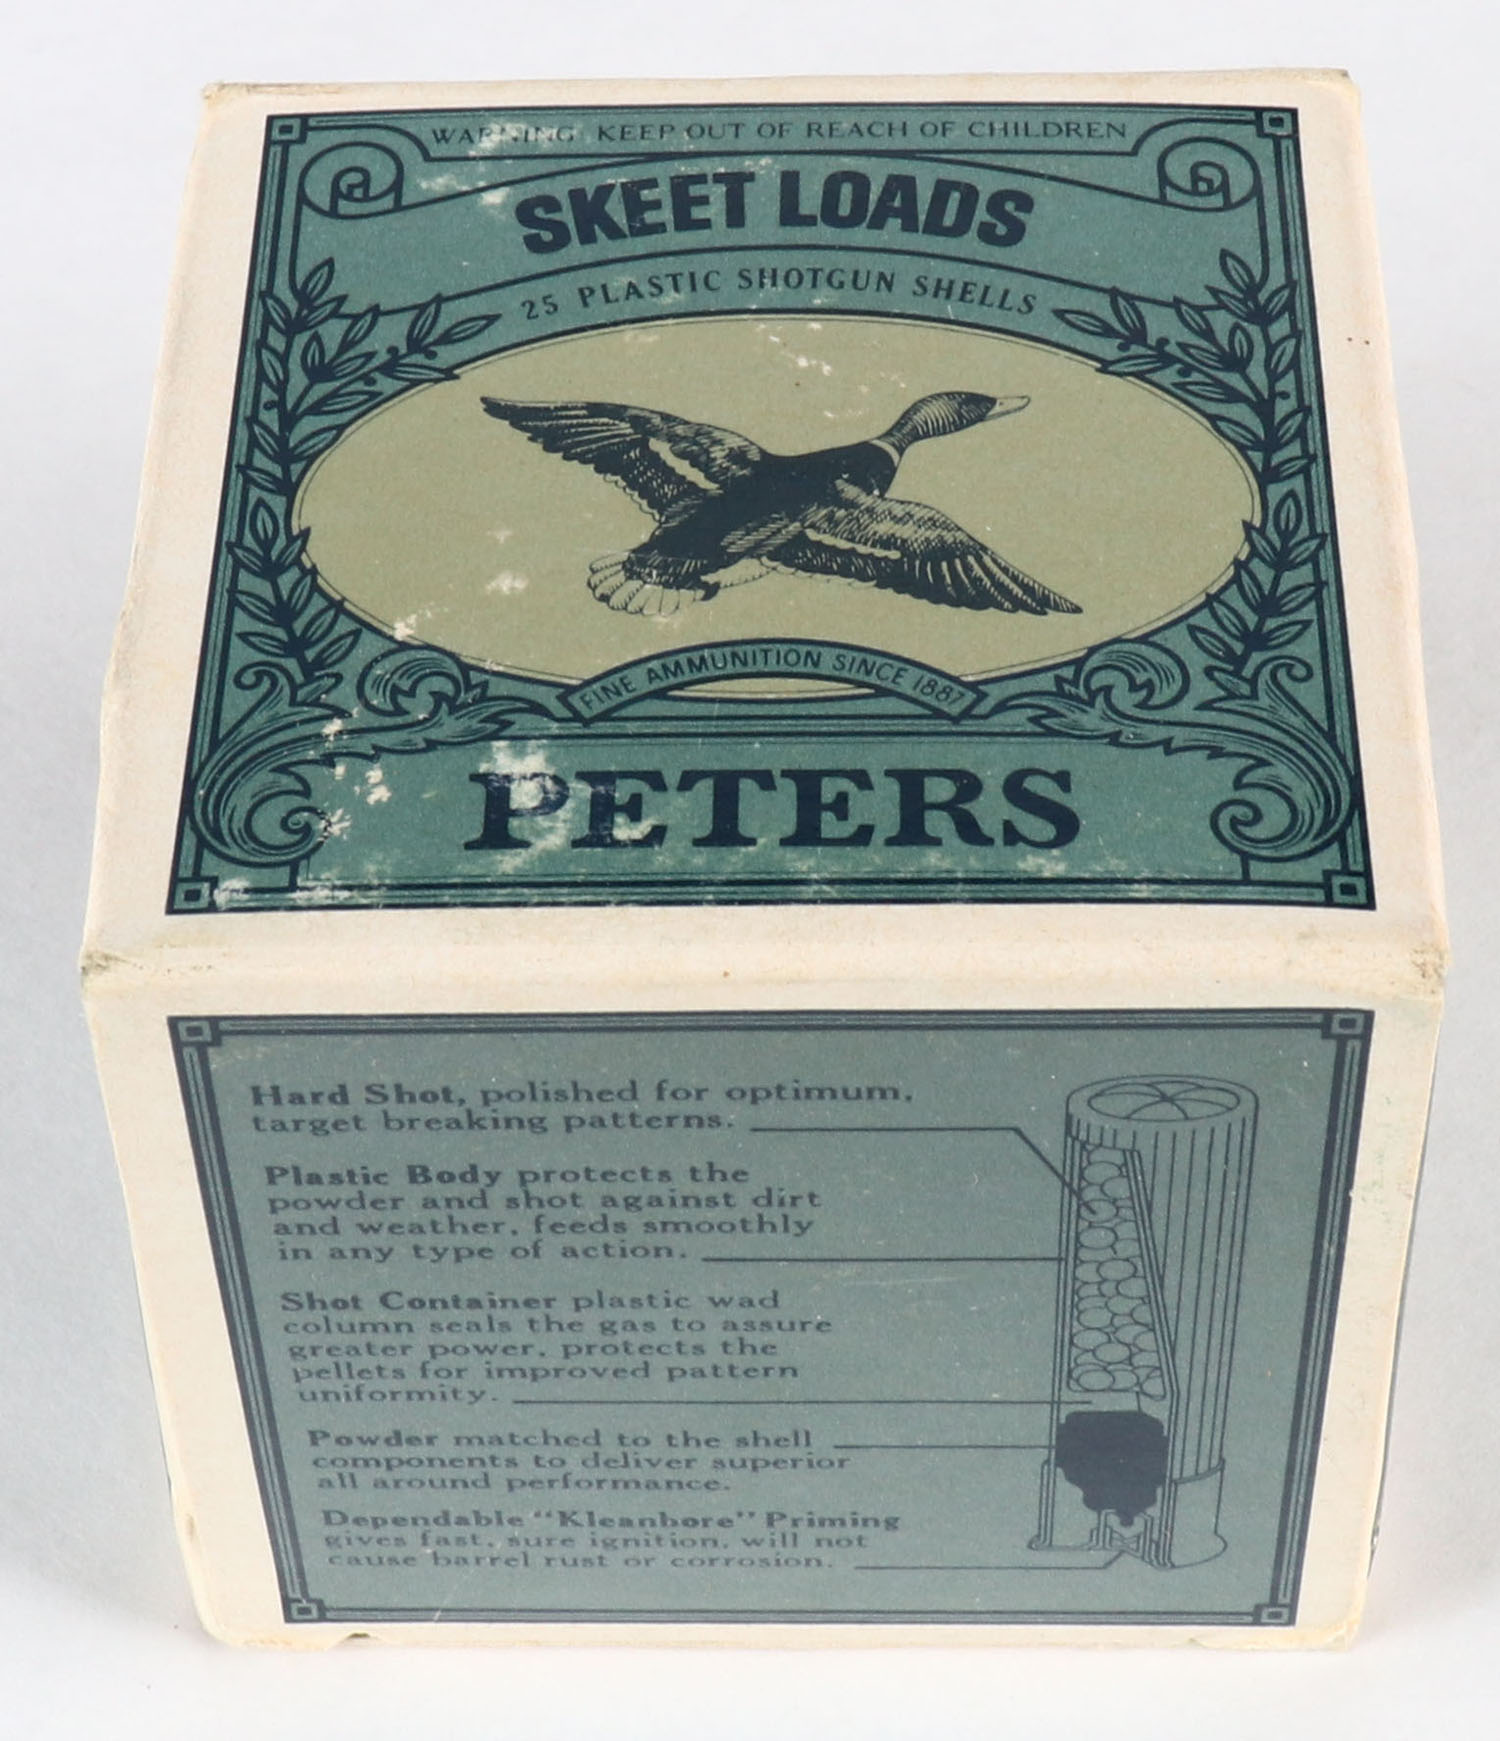 WARNING: KEEP OUT OF REACH OF CHILDREN
SKEET LOADS
25 PLASTIC SHOTGUN SHELLS
FINE AMMUNITION SINCE 1887
PETERS
Hard Shot, polished for optimum,
target breaking patterns.
Plastic Body protects the
powder and shot against dirt
and weather, feeds smoothly
in any type of action.
Shot Container plastic wad
column seals the gas to assure
greater power, protects the
pellets for improved pattern
uniformity.
Powder matched to the shell
components to deliver superior
all around performance.
Dependable "Kleanbore" Priming
gives fast, sure ignition, will not
cause barrel rust or corrosion.